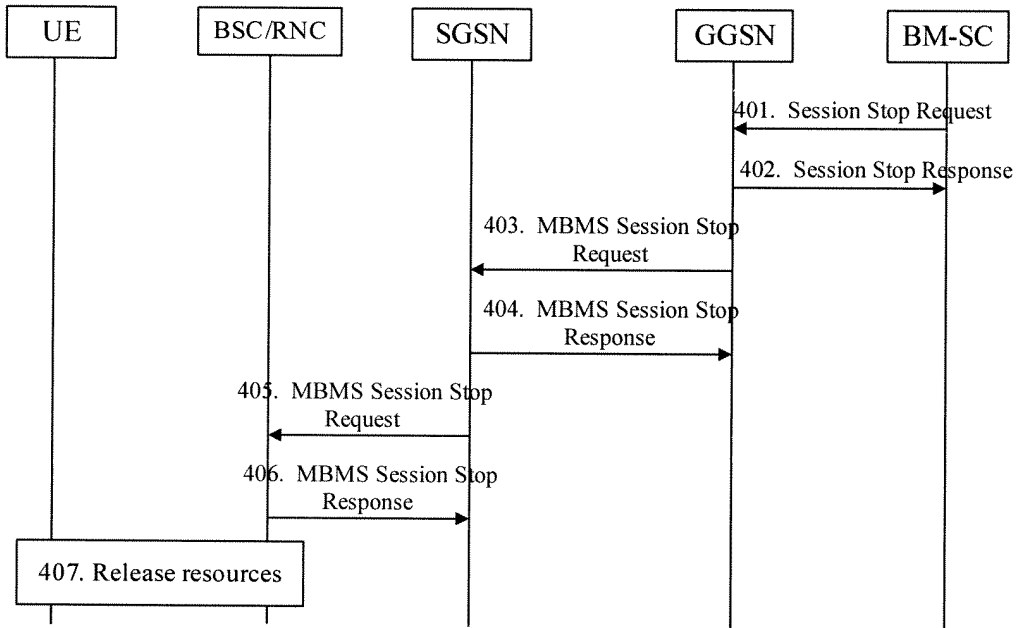 UE
BSC/RNC
SGSN
GGSN
BM-SC
401. Session Stop Request
402. Session Stop Response
403. MBMS Session Stop
Request
404. MBMS Session Stop
Response
405. MBMS Session Stop
Request
406. MBMS Session Stop
Response
407. Release resources